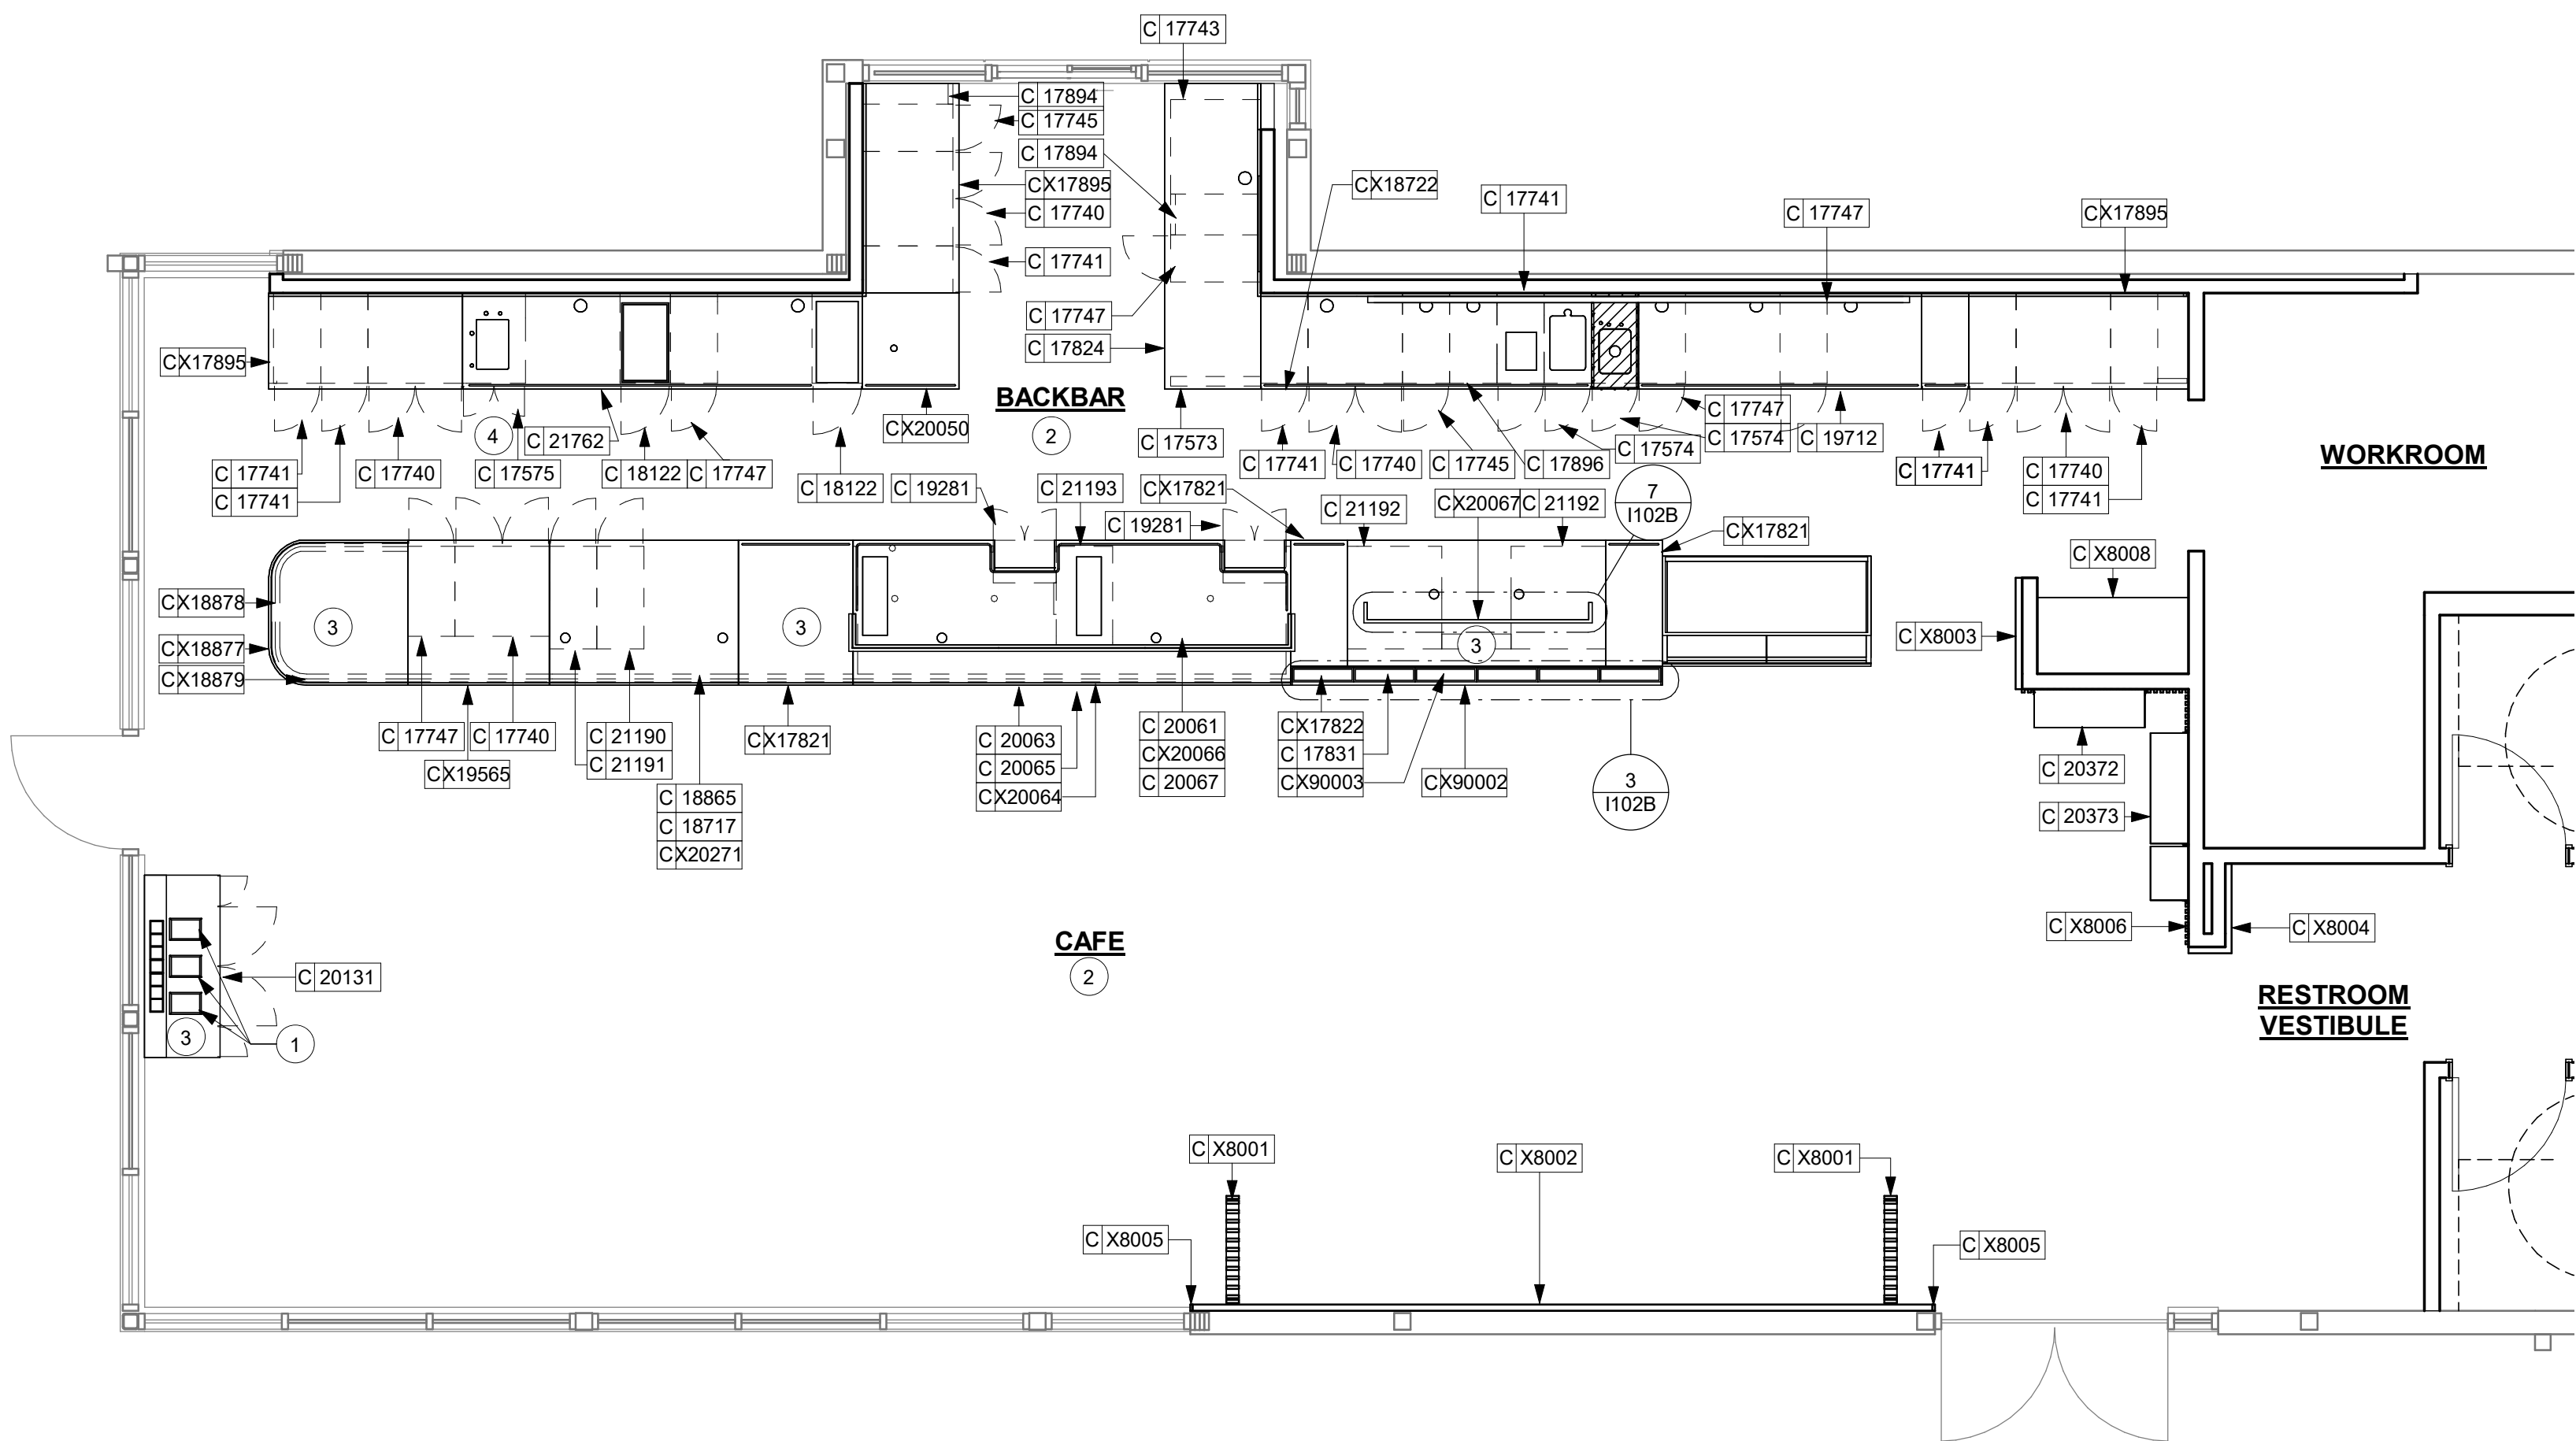 C 17743
C 17894
C 17745
C 17894
CX17895
C 17740
C 17741
CX18722
C 17741
C 17747
CX17895
C 17747
C 17824
CX17895
BACKBAR
2
CX20050
C 17573
4
C 21762
C 17747
C 17574
C 19712
C 17574
WORKROOM
C 17741
C 17741
C 17740
C 17575
C 18122
C 17747
C 18122
C 17741
C 17740
C 17745
C 17896
C 17741
C 17740
C 17741
C 19281
C 21193
CX17821
C 19281
C 21192
CX20067
C 21192
7
I102B
CX17821
C X8008
CX18878
CX18877
CX18879
3
3
3
C X8003
C 17747
C 17740
CX19565
C 21190
C 21191
CX17821
C 18865
C 18717
CX20271
C 20063
C 20065
CX20064
C 20061
CX20066
C 20067
CX17822
C 17831
CX90003
CX90002
3
I102B
C 20372
C 20373
C X8006
C X8004
CAFE
2
C 20131
3
1
RESTROOM
VESTIBULE
C X8001
C X8002
C X8001
C X8005
C X8005